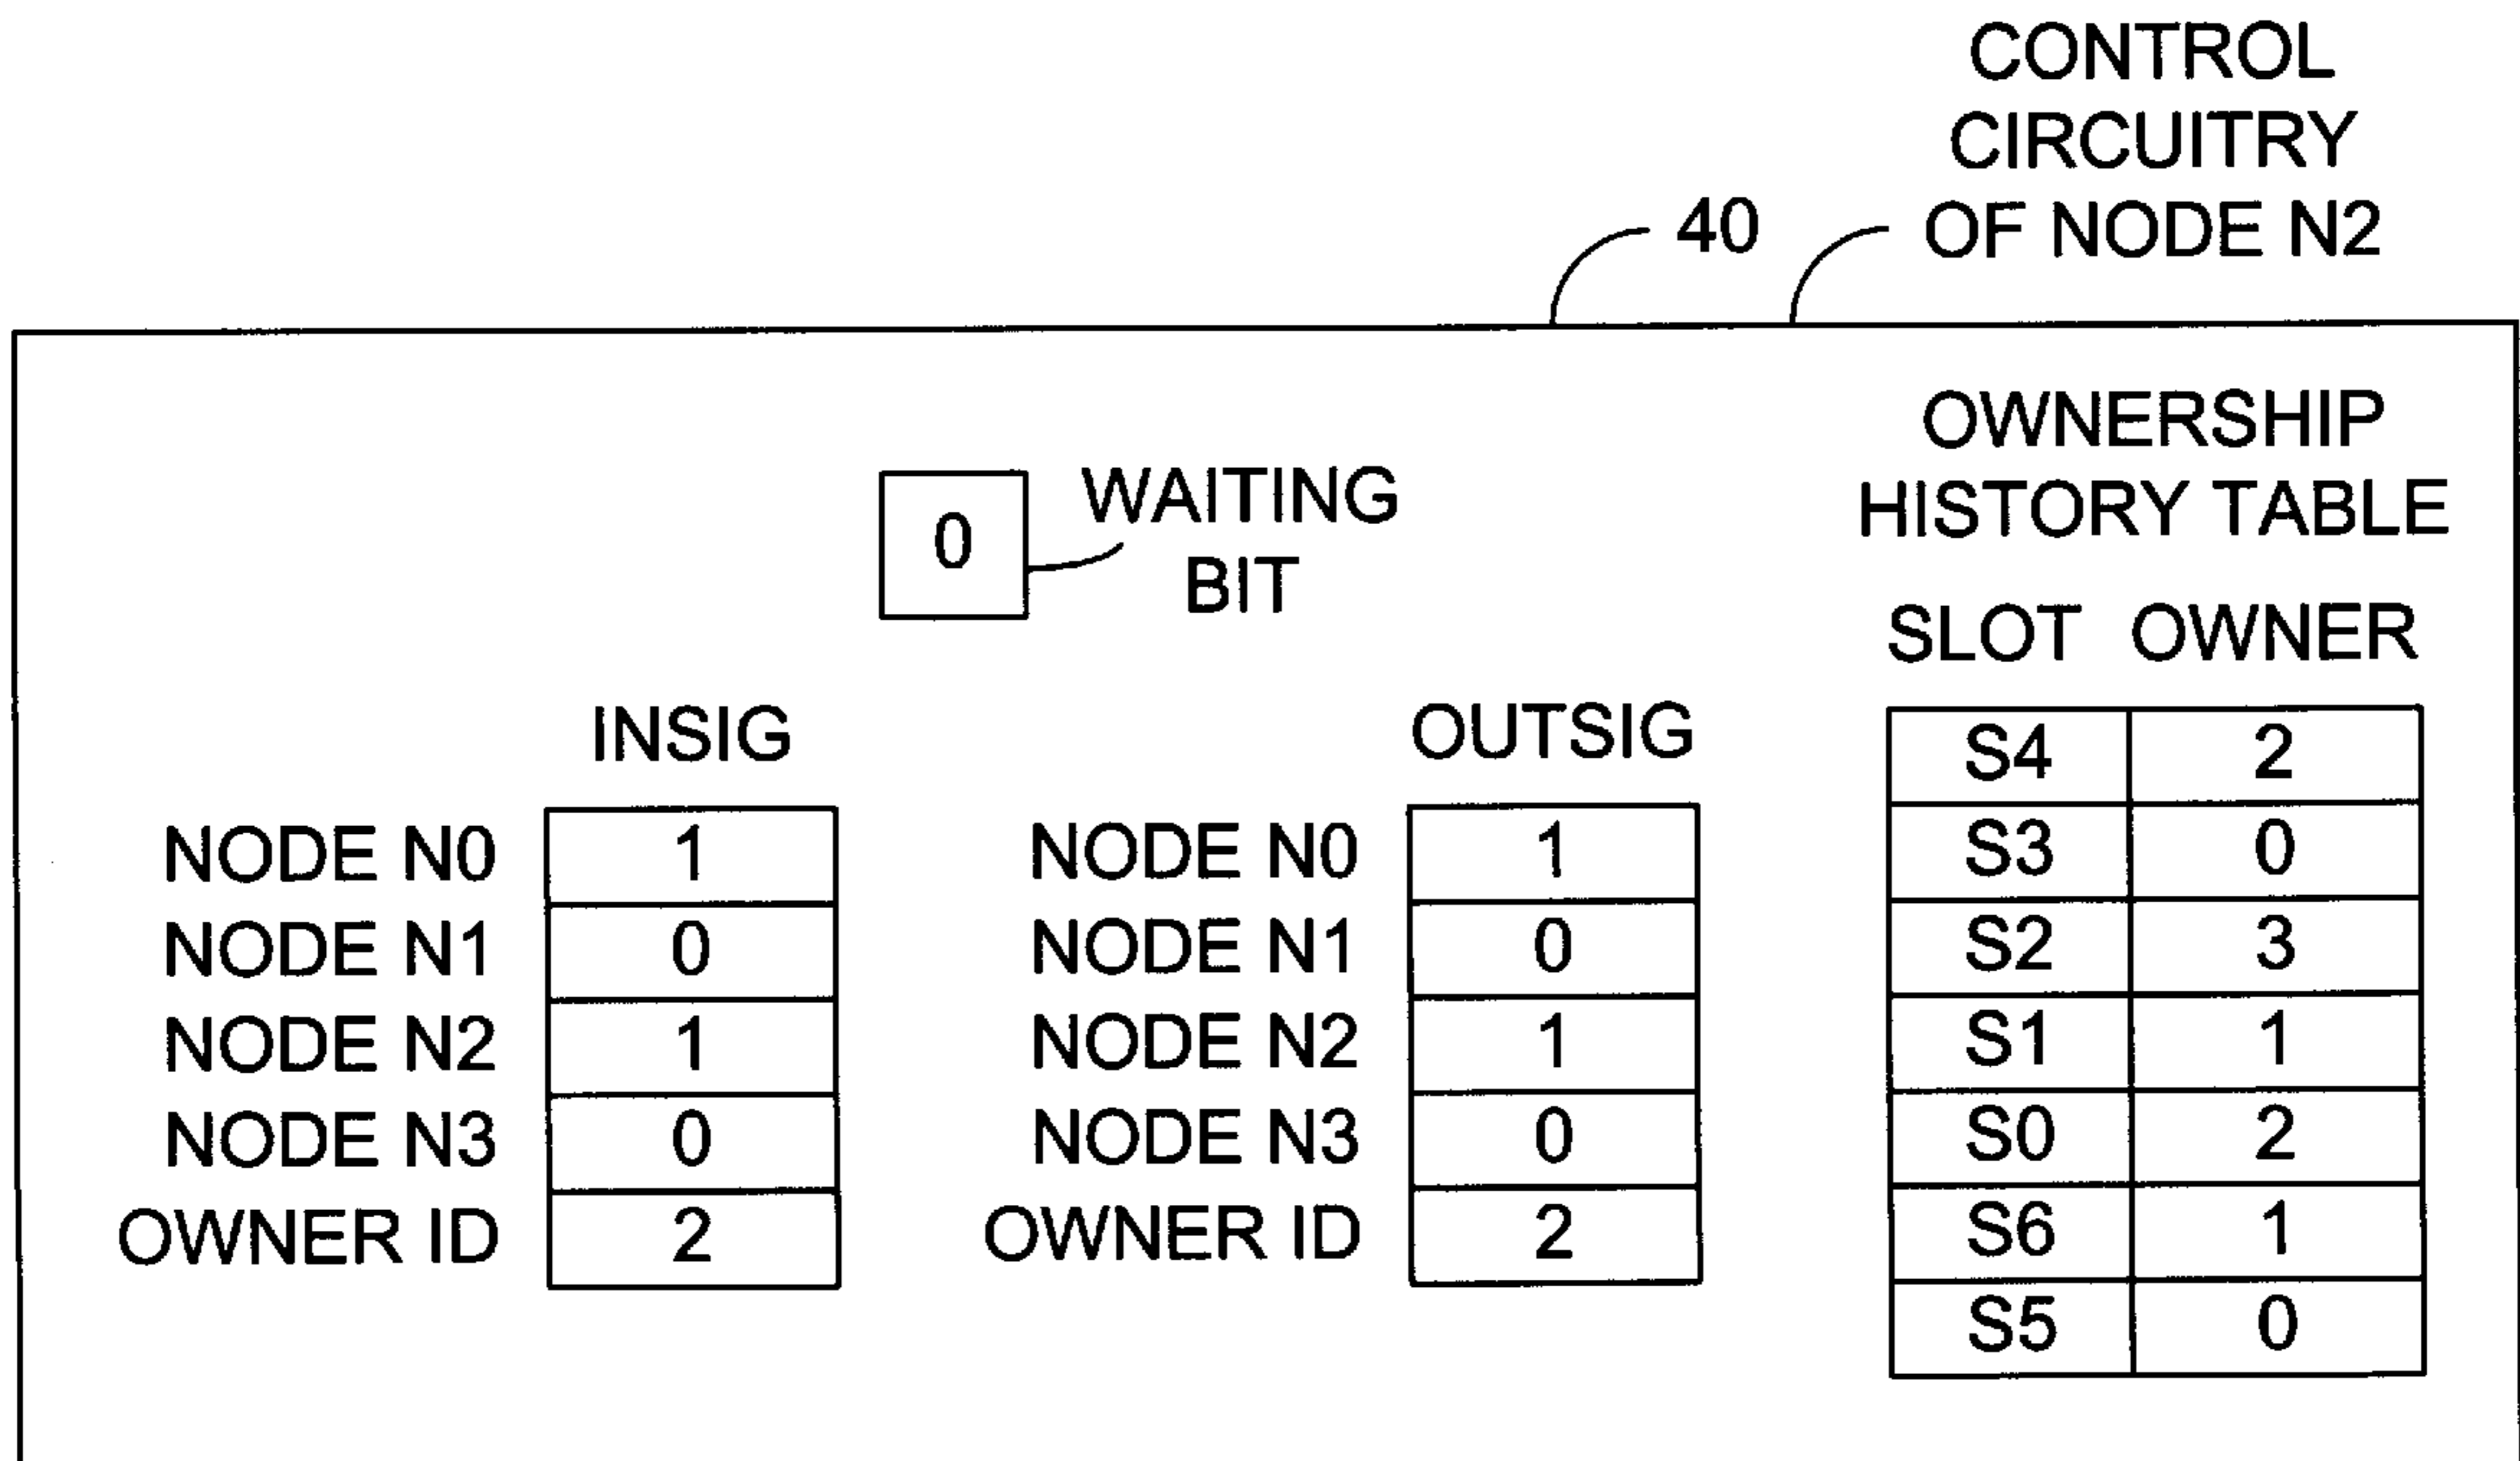 CONTROL
CIRCUITRY
40 OF NODE N2
OWNERSHIP
HISTORY TABLE
0 WAITING
BIT
SLOT OWNER
INSIG OUTSIG
S4 2
NODE N0 1 NODE N0 1 S3 0
NODE N1 0 NODE N1 0 S2 3
NODE N2 1 NODE N2 1 S1 1
NODE N3 0 NODE N3 0 S0 2
OWNER ID 2 OWNER ID 2 S6 1
S5 0